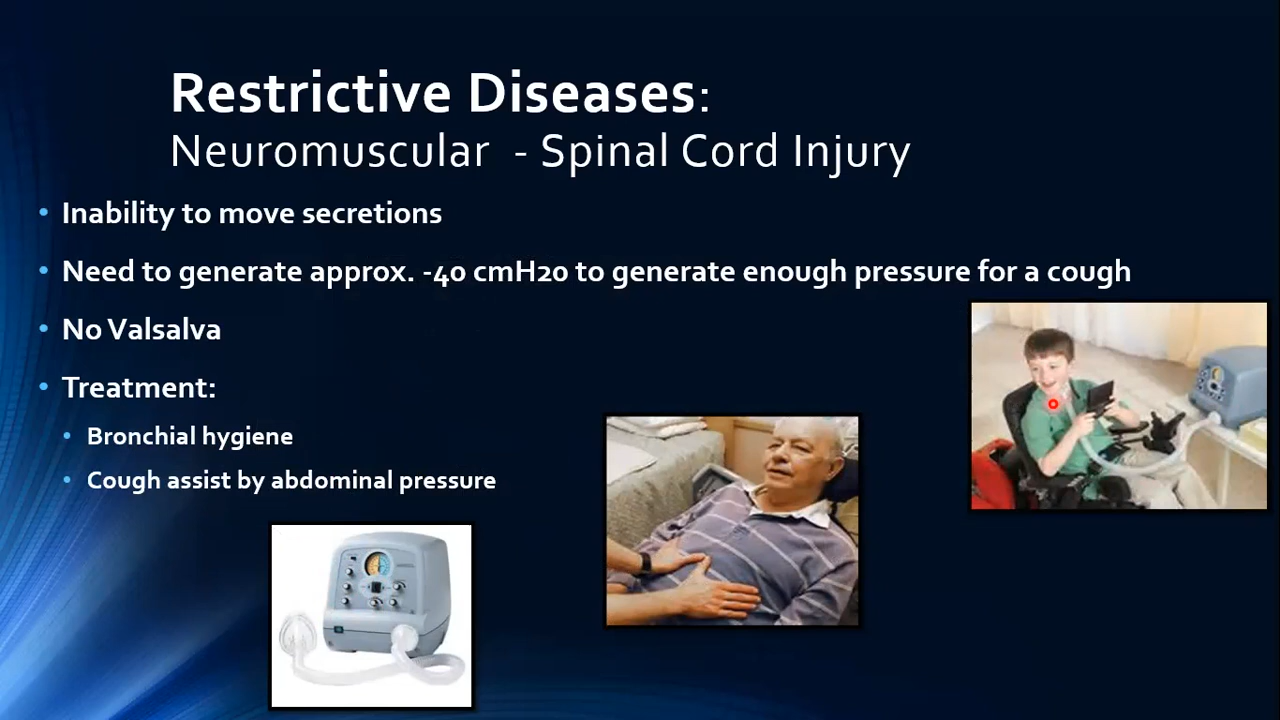 Restrictive Diseases:
Neuromuscular - Spinal Cord Injury
• Inability to move secretions
• Need to generate approx. -40 cmH20 to generate enough pressure for a cough
• No Valsalva
• Treatment:
• Bronchial hygiene
• Cough assist by abdominal pressure